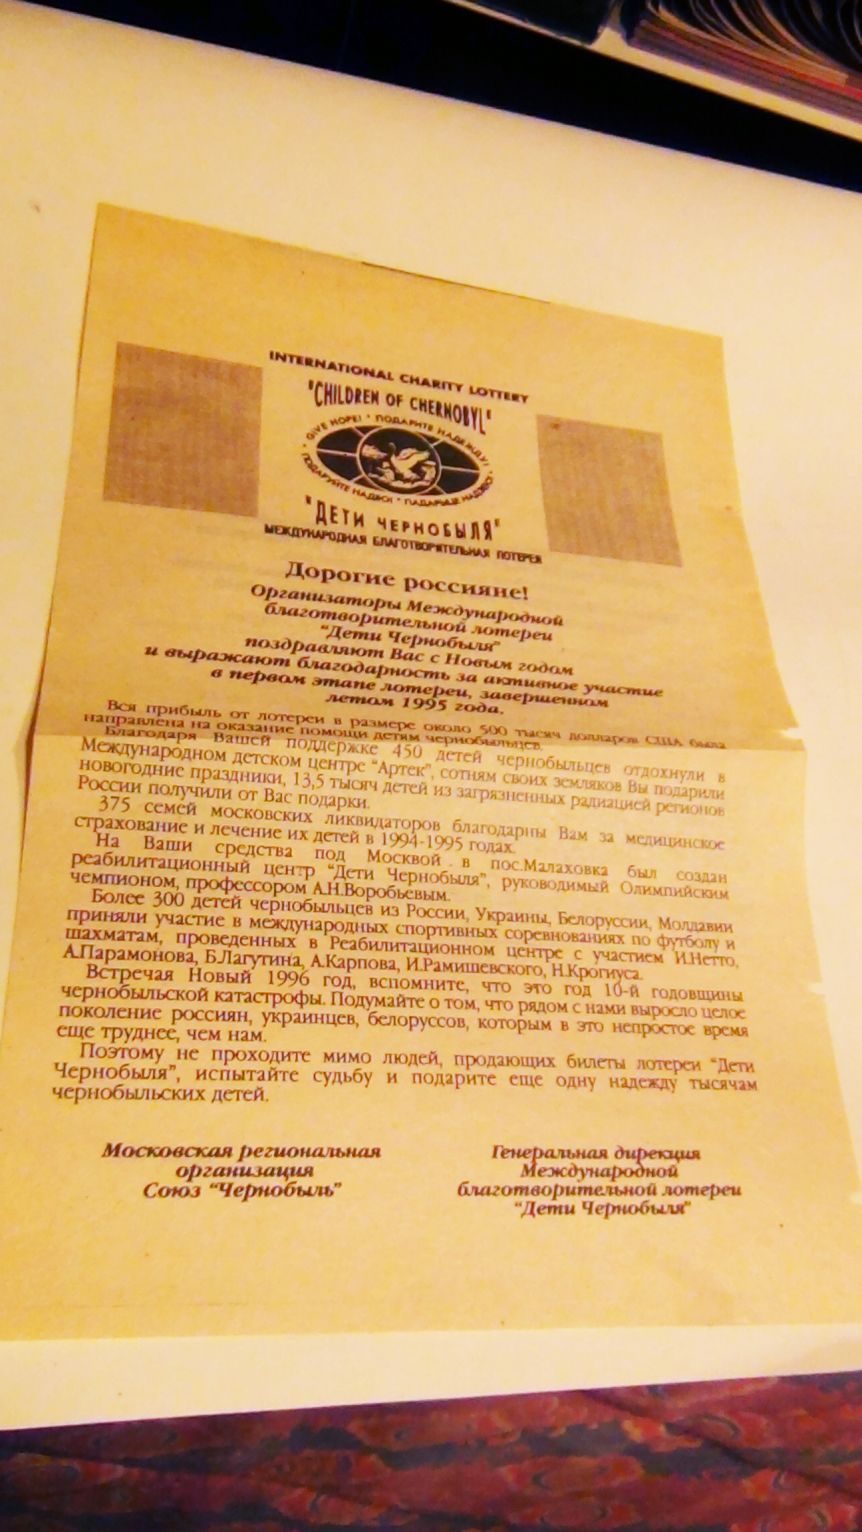 INTERNATIONAL CHARITY LOTTERY
"CHILDREN OF CHERNOBYL"
GIVE HOPE! • ПОДАРИТЕ НАДЕЖДУ!
"ДЕТИ ЧЕРНОБЫЛЯ"
МЕЖДУНАРОДНАЯ БЛАГОТВОРИТЕЛЬНАЯ ЛОТЕРЕЯ
Дорогие россияне!
Организаторы Международной
благотворительной лотереи
"Дети Чернобыля"
поздравляют Вас с Новым годом
и выражают благодарность за активное участие
в первом этапе лотереи, завершенном
летом 1995 года.
Вся прибыль от лотереи в размере около 500 тысяч долларов США была
направлена на оказание помощи детям чернобыльцев.
Благодаря Вашей поддержке 450 детей чернобыльцев отдохнули в
Международном детском центре "Артек", сотням своих земляков Вы подарили
новогодние праздники, 13,5 тысяч детей из загрязненных радиацией регионов
России получили от Вас подарки.
375 семей московских ликвидаторов благодарны Вам за медицинское
страхование и лечение их детей в 1994-1995 годах.
На Ваши средства под Москвой в пос.Малаховка был создан
реабилитационный центр "Дети Чернобыля", руководимый Олимпийским
чемпионом, профессором А.Н.Воробьевым.
Более 300 детей чернобыльцев из России, Украины, Белоруссии, Молдавии
приняли участие в международных спортивных соревнованиях по футболу и
шахматам, проведенных в Реабилитационном центре с участием И.Нетто,
А.Парамонова, Б.Лагутина, А.Карпова, И.Рамишевского, Н.Крогиуса.
Встречая Новый 1996 год, вспомните, что это год 10-й годовщины
чернобыльской катастрофы. Подумайте о том, что рядом с нами выросло целое
поколение россиян, украинцев, белоруссов, которым в это непростое время
еще труднее, чем нам.
Поэтому не проходите мимо людей, продающих билеты лотереи "Дети
Чернобыля", испытайте судьбу и подарите еще одну надежду тысячам
чернобыльских детей.
Московская региональная
организация
Союз "Чернобыль"
Генеральная дирекция
Международной
благотворительной лотереи
"Дети Чернобыля"